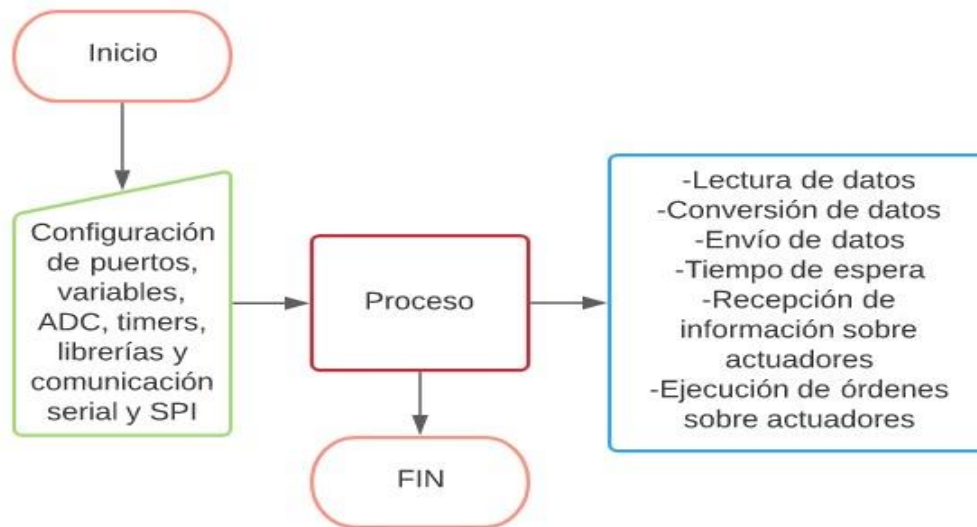 Inicio
Configuración
de puertos,
variables,
ADC, timers,
librerías y
comunicación
serial y SPI
Proceso
-Lectura de datos
-Conversión de datos
-Envío de datos
-Tiempo de espera
-Recepción de
información sobre
actuadores
-Ejecución de órdenes
sobre actuadores
FIN